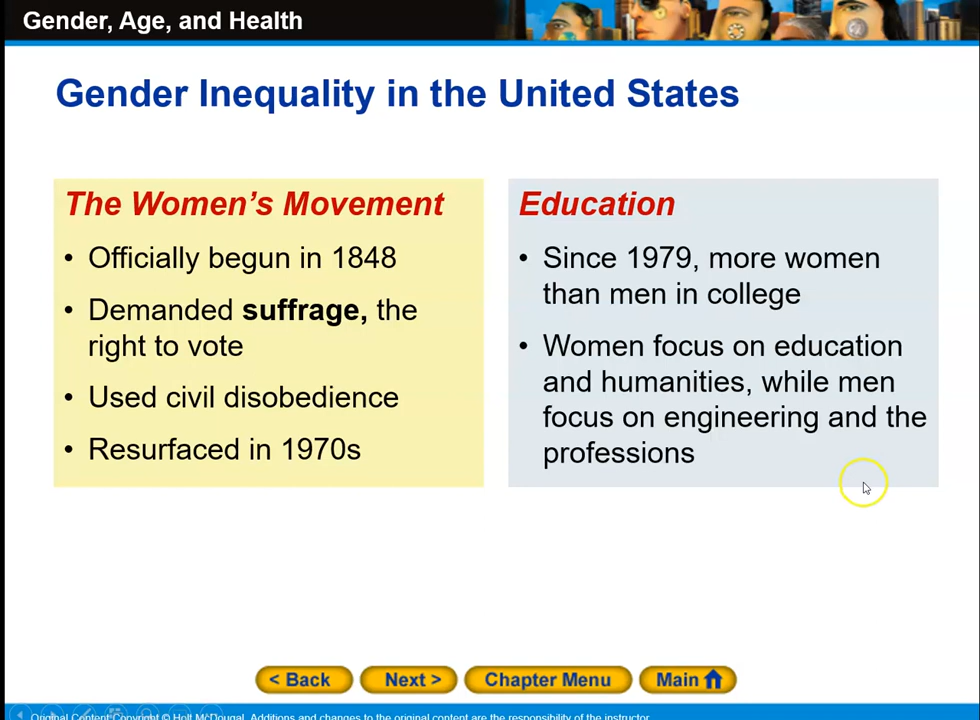 Gender, Age, and Health
Gender Inequality in the United States
The Women's Movement
• Officially begun in 1848
• Demanded suffrage, the
right to vote
• Used civil disobedience
• Resurfaced in 1970s
Education
• Since 1979, more women
than men in college
• Women focus on education
and humanities, while men
focus on engineering and the
professions
< Back
Next >
Chapter Menu
Main
Original Content Copyright © Holt McDougal. Additions and changes to the original content are the responsibility of the instructor.